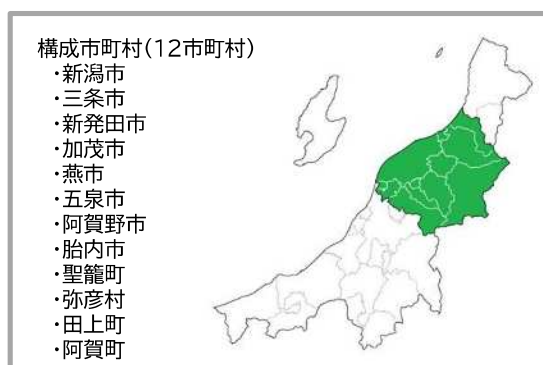 構成市町村(12市町村)
・新潟市
・三条市
・新発田市
・加茂市
・燕市
・五泉市
・阿賀野市
・胎内市
・聖籠町
・弥彦村
・田上町
・阿賀町